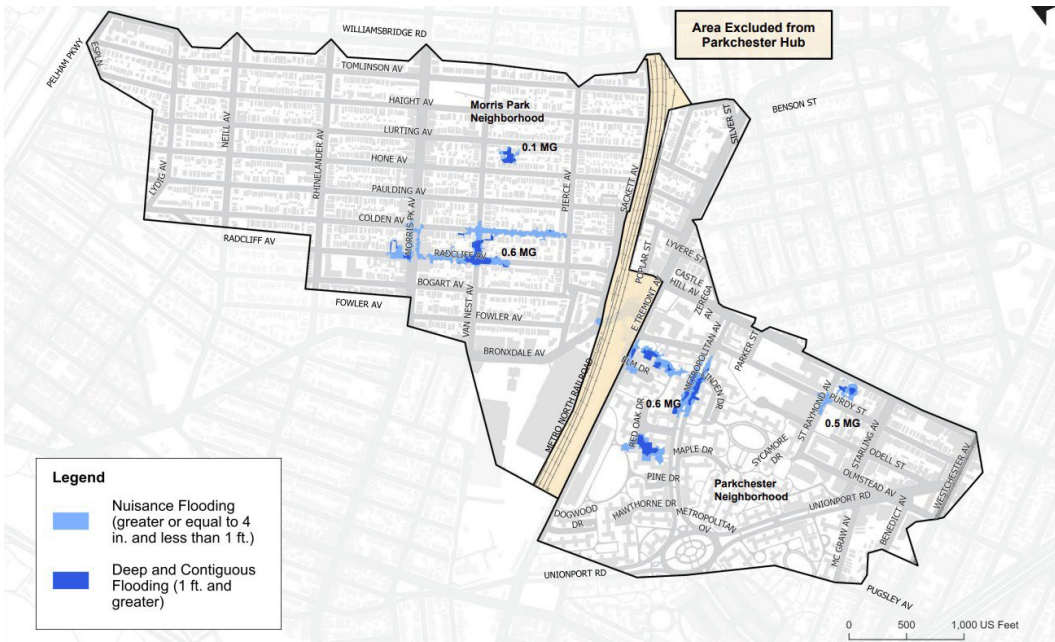 WILLIAMSBRIDGE RD
Area Excluded from
Parkchester Hub
PELHAM PKWY
ESPLN
TOMLINSON AV
BENSON ST
HAIGHT AV
Morris Park
Neighborhood
SILVER ST
NEILL AV
LURTING AV
0.1 MG
RHINELANDER AV
HONE AV
LYDIG AV
PAULDING AV
PIERCE AV
SACKETT AV
MORRIS PK AV
COLDEN AV
RADCLIFF AV
RADCLIFF AV
0.6 MG
LYVERE ST
POPLAR ST
CASTLE
HILL AV
ZEREGA
AV
BOGART AV
E TREMONT AV
FOWLER AV
VAN NEST AV
FOWLER AV
METROPOLITAN AV
PARKER ST
BRONXDALE AV
METRO NORTH RAILROAD
ELM DR
LINDEN DR
RED OAK DR
0.6 MG
ST RAYMOND AV
PURDY ST
0.5 MG
STARLING AV
MAPLE DR
SYCAMORE
DR
ODELL ST
PINE DR
OLMSTEAD AV
WESTCHESTER AV
Parkchester
Neighborhood
DOGWOOD
DR
HAWTHORNE DR
METROPOLITAN
OV
UNIONPORT RD
BENEDICT AV
MC GRAW AV
UNIONPORT RD
PUGSLEY AV
Legend
Nuisance Flooding
(greater or equal to 4
in. and less than 1 ft.)
Deep and Contiguous
Flooding (1 ft. and
greater)
0 500 1,000 US Feet